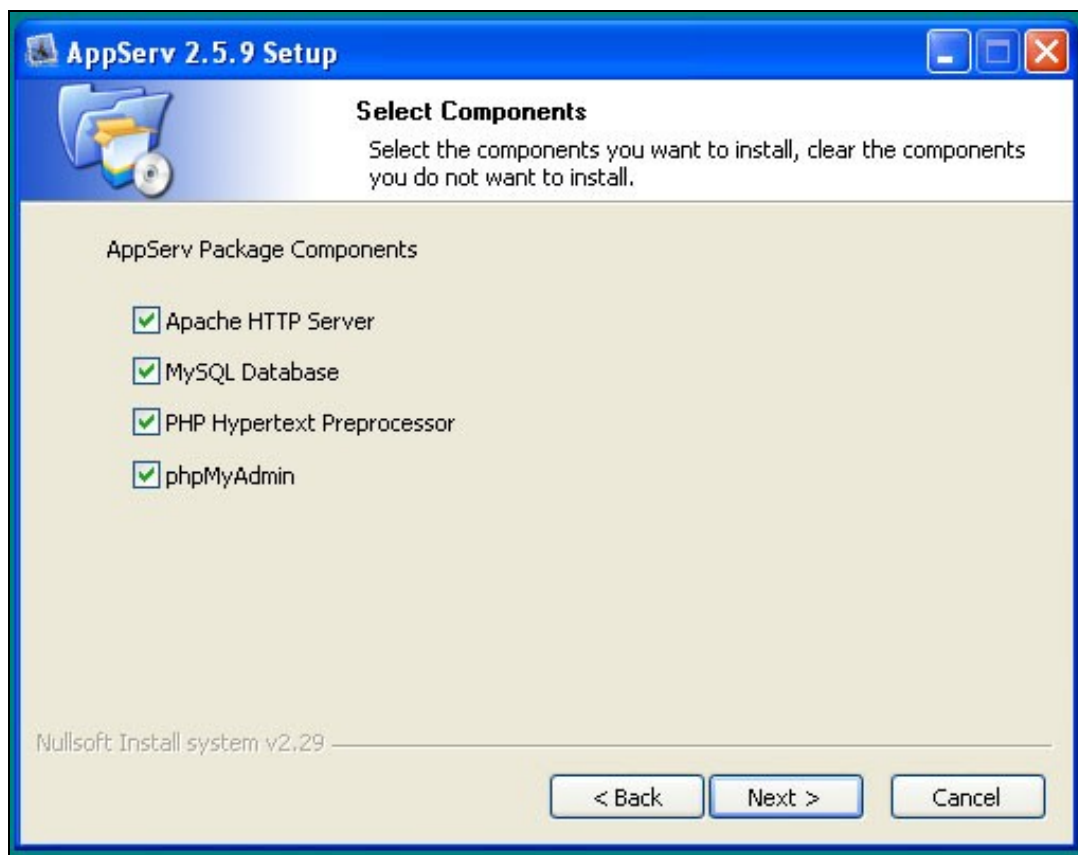 AppServ 2.5.9 Setup
Select Components
Select the components you want to install, clear the components
you do not want to install.
AppServ Package Components
Apache HTTP Server
MySQL Database
PHP Hypertext Preprocessor
phpMyAdmin
Nullsoft Install system v2.29
< Back
Next >
Cancel